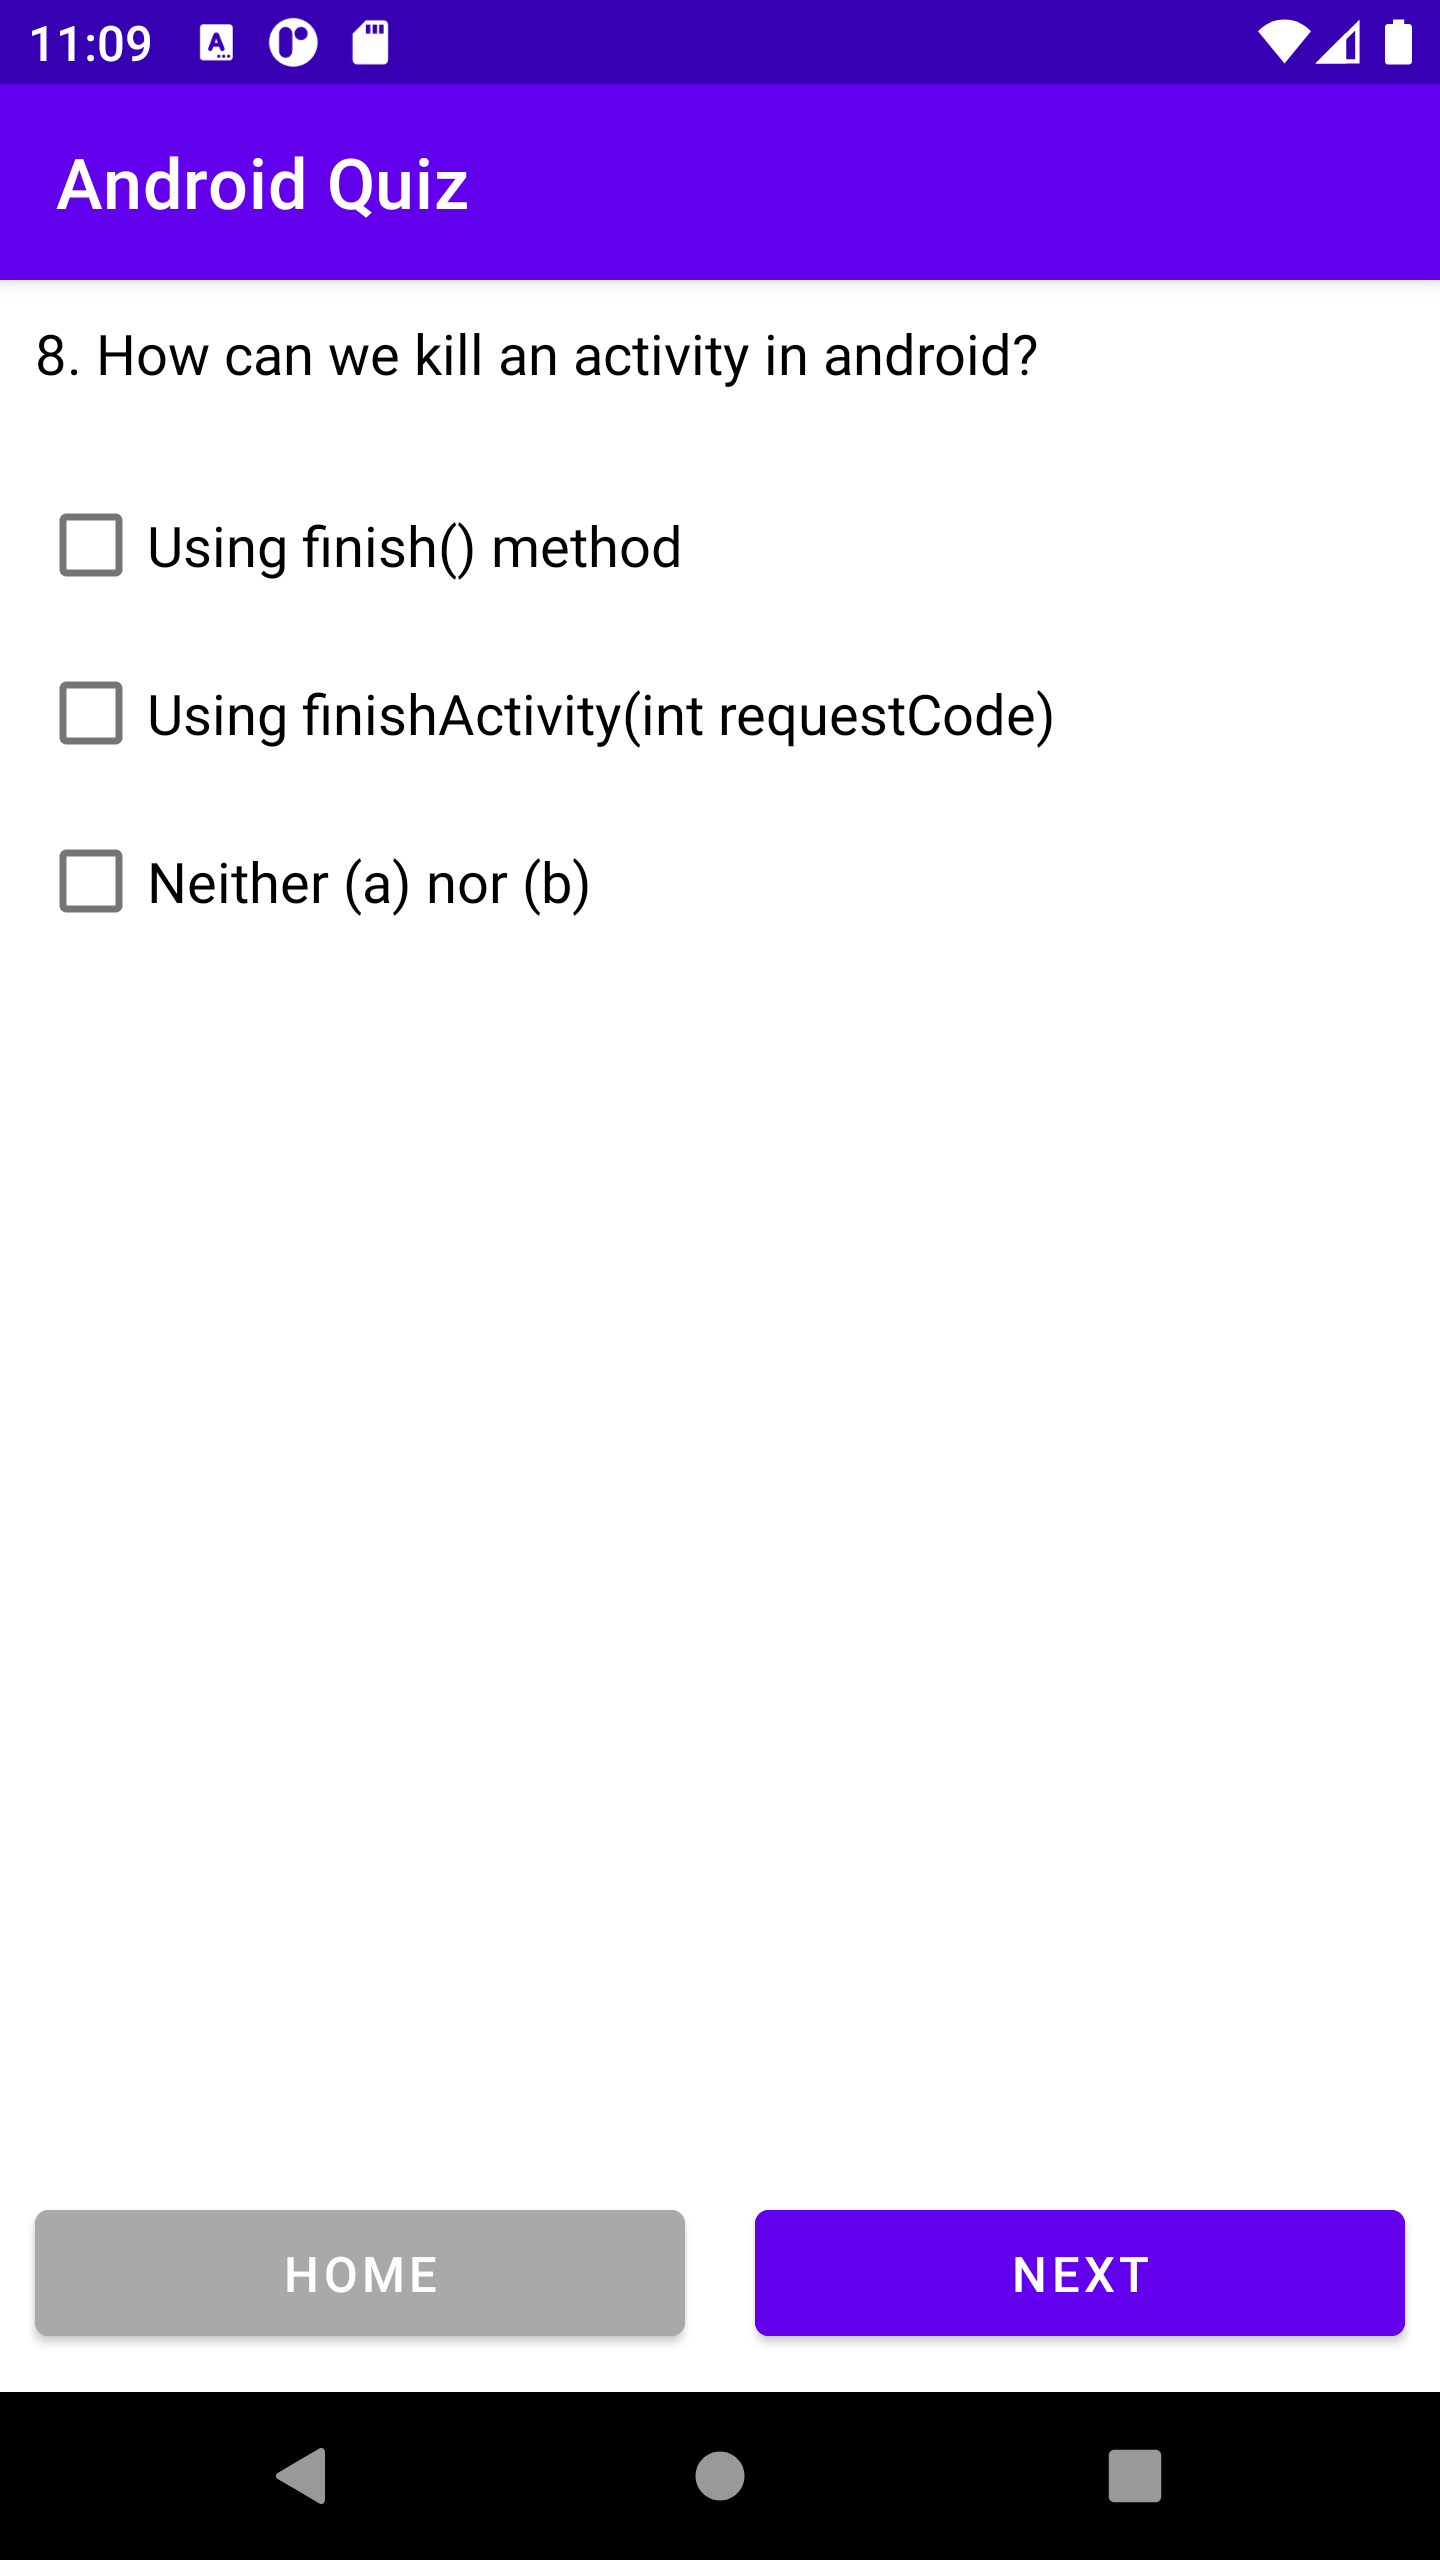 11:09
Android Quiz
8. How can we kill an activity in android?
Using finish() method
Using finishActivity(int requestCode)
Neither (a) nor (b)
HOME
NEXT